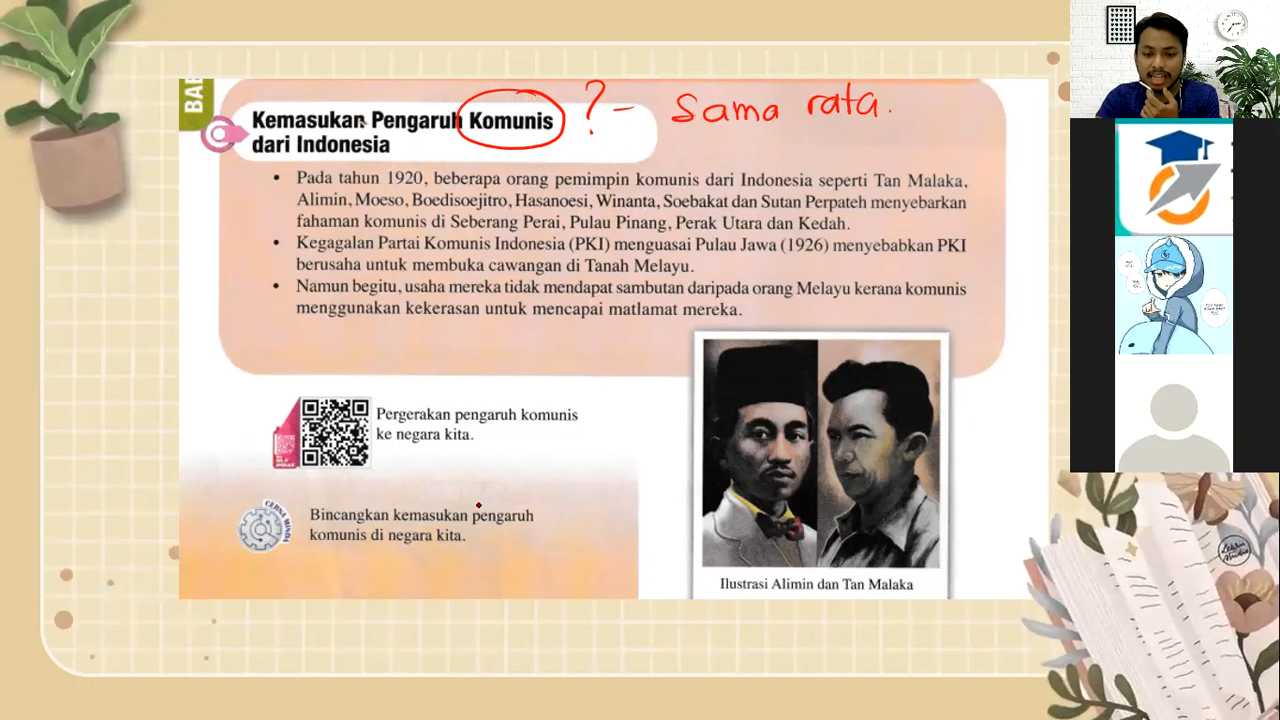 BAB
Kemasukan Pengaruh Komunis ? - Sama rata.
dari Indonesia
• Pada tahun 1920, beberapa orang pemimpin komunis dari Indonesia seperti Tan Malaka,
Alimin, Moeso, Boedisoejitro, Hasanoesi, Winanta, Soebakat dan Sutan Perpateh menyebarkan
fahaman komunis di Seberang Perai, Pulau Pinang, Perak Utara dan Kedah.
• Kegagalan Partai Komunis Indonesia (PKI) menguasai Pulau Jawa (1926) menyebabkan PKI
berusaha untuk membuka cawangan di Tanah Melayu.
• Namun begitu, usaha mereka tidak mendapat sambutan daripada orang Melayu kerana komunis
menggunakan kekerasan untuk mencapai matlamat mereka.
Pergerakan pengaruh komunis
ke negara kita.
CERNA MINDA
Bincangkan kemasukan pengaruh
komunis di negara kita.
Ilustrasi Alimin dan Tan Malaka